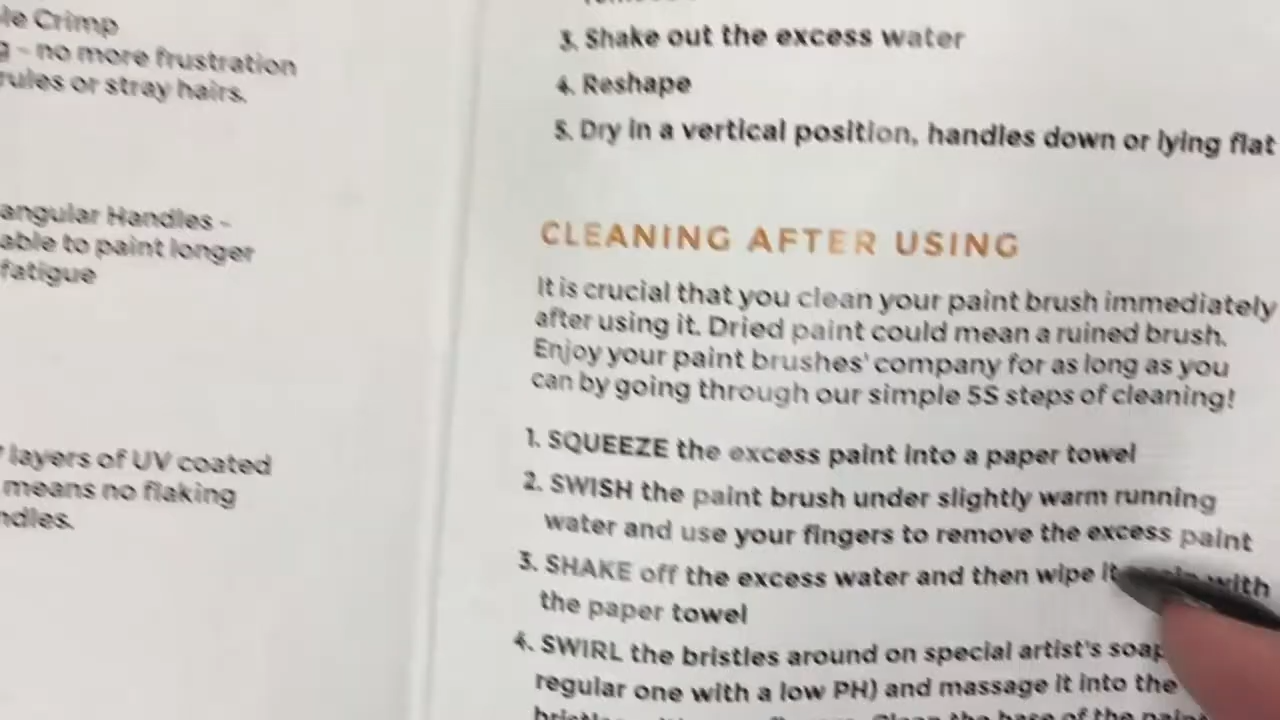 le Crimp
- no more frustration
rules or stray hairs.
angular Handles -
able to paint longer
fatigue
layers of UV coated
means no flaking
ndles.
3. Shake out the excess water
4. Reshape
5. Dry in a vertical position, handles down or lying flat
CLEANING AFTER USING
It is crucial that you clean your paint brush immediately
after using it. Dried paint could mean a ruined brush.
Enjoy your paint brushes' company for as long as you
can by going through our simple 5S steps of cleaning!
1. SQUEEZE the excess paint into a paper towel
2. SWISH the paint brush under slightly warm running
water and use your fingers to remove the excess paint
3. SHAKE off the excess water and then wipe it with
the paper towel
4. SWIRL the bristles around on special artist's soap
regular one with a low PH) and massage it into the